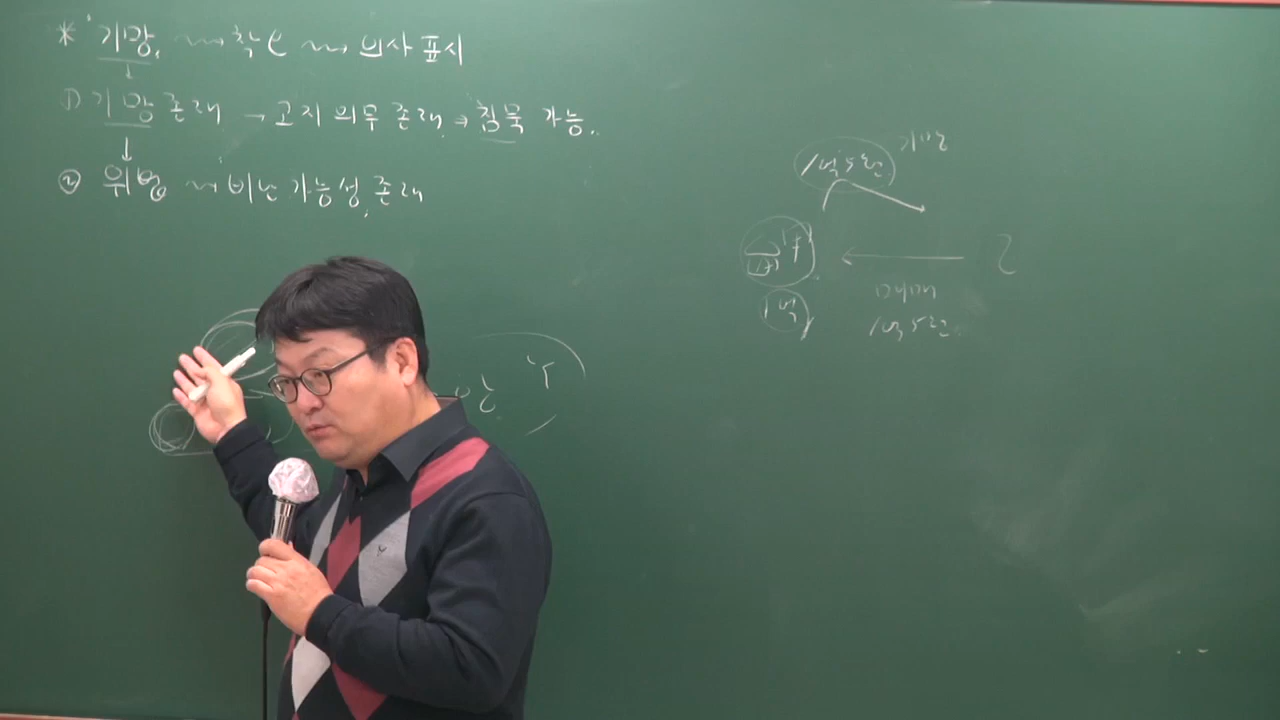 * 기망 → 착오 → 의사표시
↓
① 기망 존재 → 고지 의무 존재 → 침묵 가능.
↓
② 위법 → 비난 가능성 존재
1억5천 기망
乙
1억 매매
1억5천